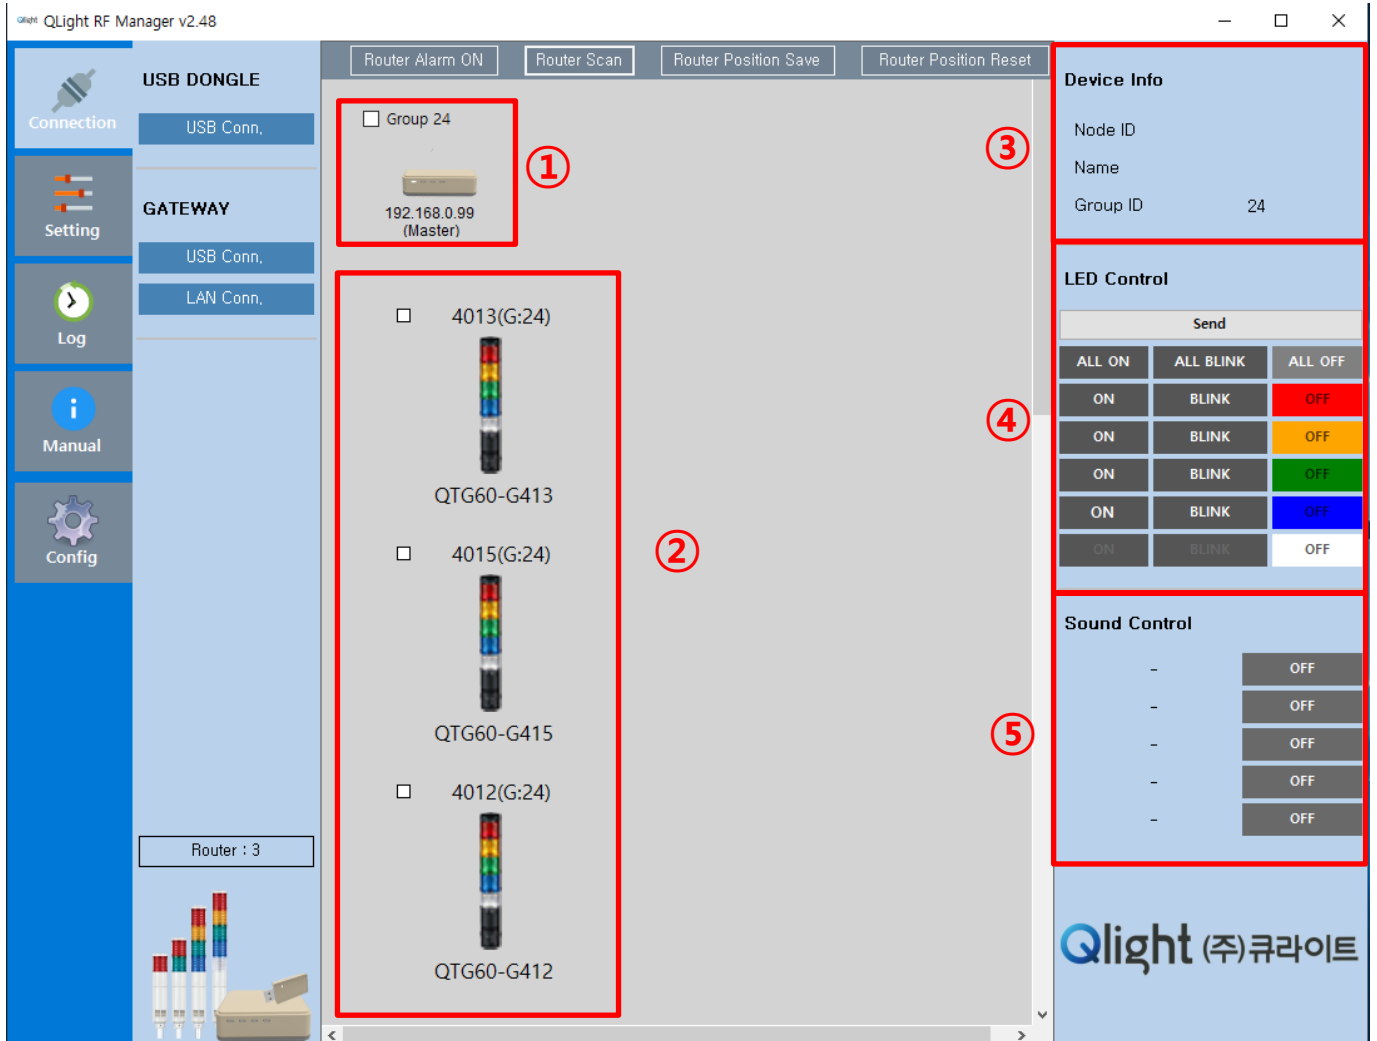 Qlight QLight RF Manager v2.48
Connection
Setting
Log
Manual
Config
USB DONGLE
USB Conn,
GATEWAY
USB Conn,
LAN Conn,
Router : 3
Router Alarm ON
Router Scan
Router Position Save
Router Position Reset
Group 24
192.168.0.99
(Master)
①
4013(G:24)
QTG60-G413
4015(G:24)
QTG60-G415
4012(G:24)
QTG60-G412
②
③
Device Info
Node ID
Name
Group ID 24
④
LED Control
Send
ALL ON ALL BLINK ALL OFF
ON BLINK OFF
ON BLINK OFF
ON BLINK OFF
ON BLINK OFF
ON BLINK OFF
⑤
Sound Control
- OFF
- OFF
- OFF
- OFF
- OFF
Qlight (주)큐라이트